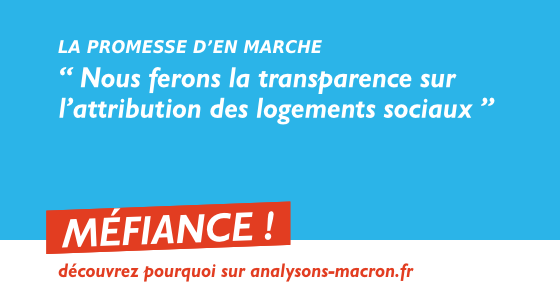 LA PROMESSE D’EN MARCHE
“ Nous ferons la transparence sur
l’attribution des logements sociaux ”
MÉFIANCE !
découvrez pourquoi sur analysons-macron.fr